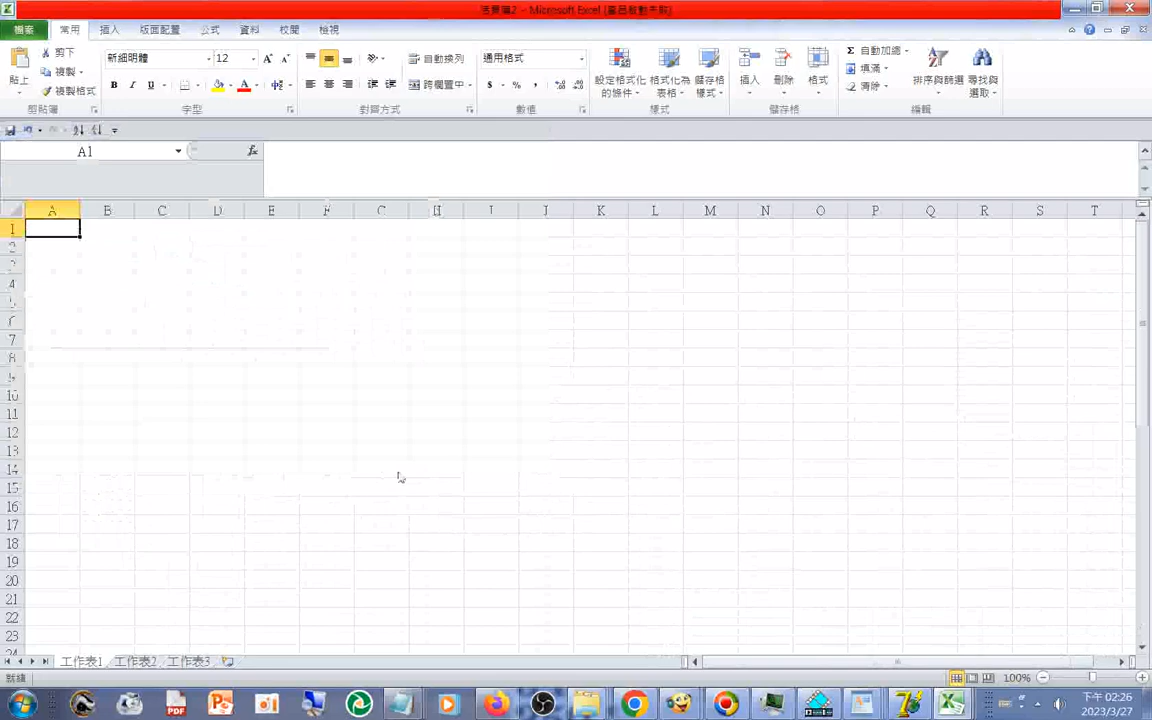 活頁簿2 - Microsoft Excel (產品啟動失敗)
檔案 常用 插入 版面配置 公式 資料 校閱 檢視
貼上 剪下 複製 複製格式 剪貼簿
新細明體 12 B I U A 字型
自動換列 跨欄置中 對齊方式
通用格式 $ % , 數值
設定格式化的條件 格式化為表格 儲存格樣式 樣式
插入 刪除 格式 儲存格
Σ 自動加總 填滿 清除 排序與篩選 尋找與選取 編輯
A1 fx
A B C D E F G H I J K L M N O P Q R S T
1
2
3
4
5
6
7
8
9
10
11
12
13
14
15
16
17
18
19
20
21
22
23
24
工作表1 工作表2 工作表3
就緒 100%
下午 02:26
2023/3/27